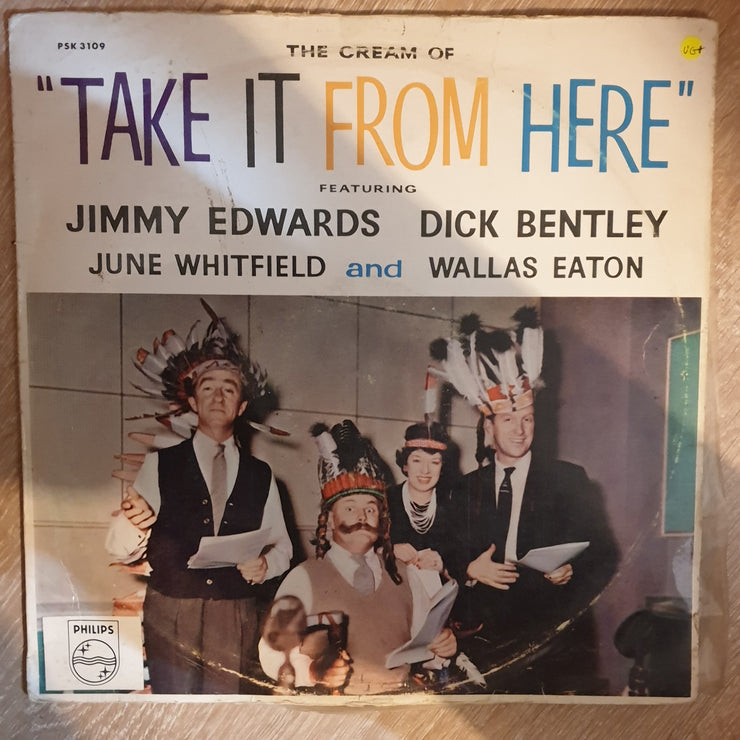 PSK 3109
THE CREAM OF
VG+
"TAKE IT FROM HERE"
FEATURING
JIMMY EDWARDS DICK BENTLEY
JUNE WHITFIELD and WALLAS EATON
PHILIPS